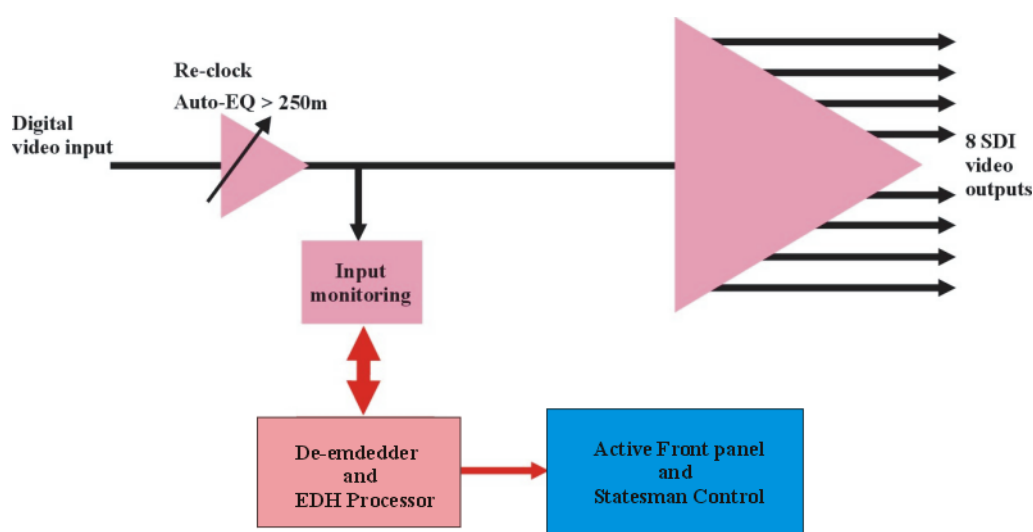 Re-clock
Auto-EQ > 250m
Digital
video input
8 SDI
video
outputs
Input
monitoring
De-emdedder
and
EDH Processor
Active Front panel
and
Statesman Control